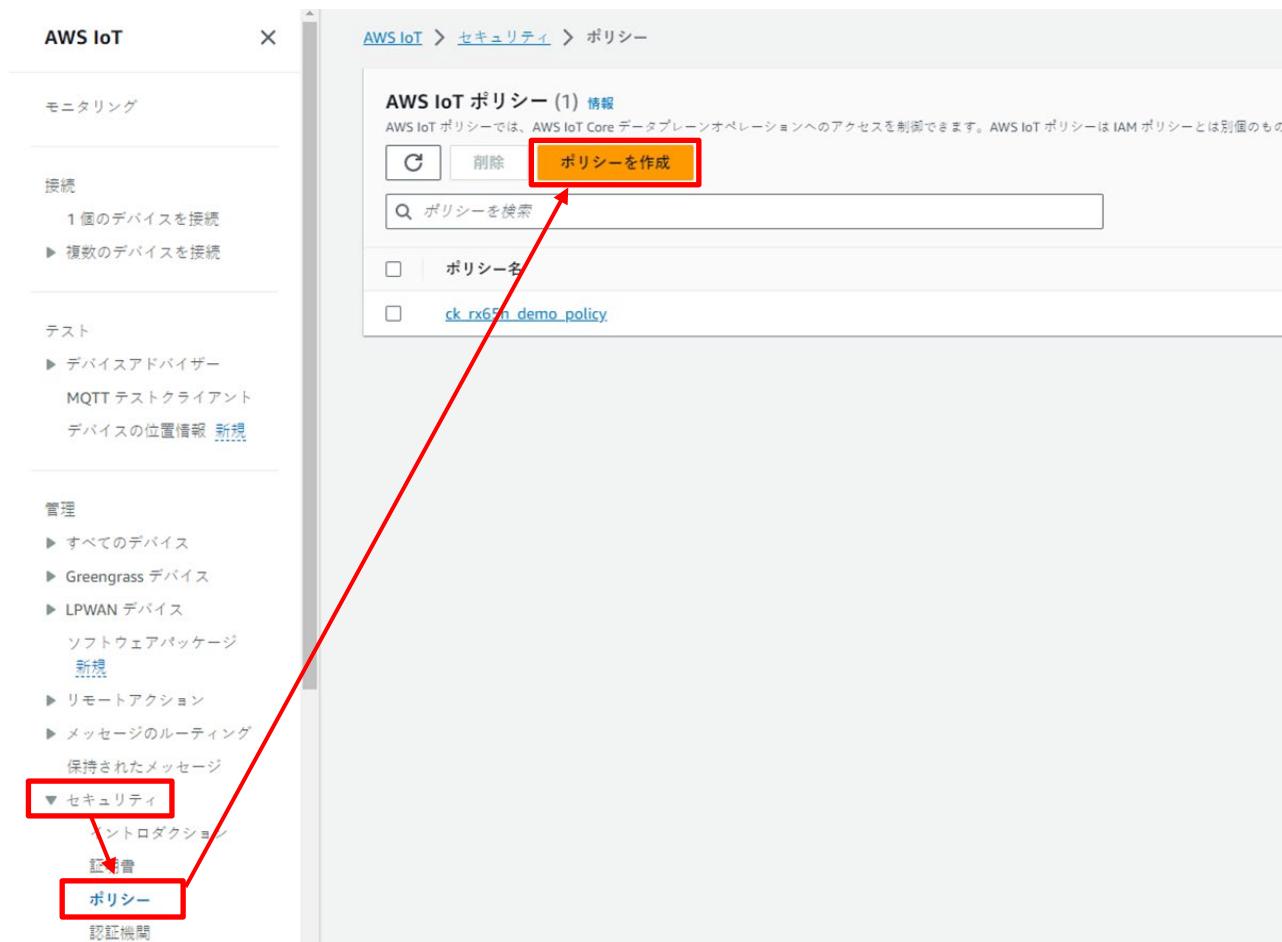 AWS IoT
モニタリング
接続
1 個のデバイスを接続
複数のデバイスを接続
テスト
デバイスアドバイザー
MQTT テストクライアント
デバイスの位置情報 新規
管理
すべてのデバイス
Greengrass デバイス
LPWAN デバイス
ソフトウェアパッケージ
新規
リモートアクション
メッセージのルーティング
保持されたメッセージ
セキュリティ
イントロダクション
証明書
ポリシー
認証機関
AWS IoT > セキュリティ > ポリシー
AWS IoT ポリシー (1) 情報
AWS IoT ポリシーでは、AWS IoT Core データプレーンオペレーションへのアクセスを制御できます。AWS IoT ポリシーは IAM ポリシーとは別個のもの
削除
ポリシーを作成
ポリシーを検索
ポリシー名
ck_rx65n_demo_policy